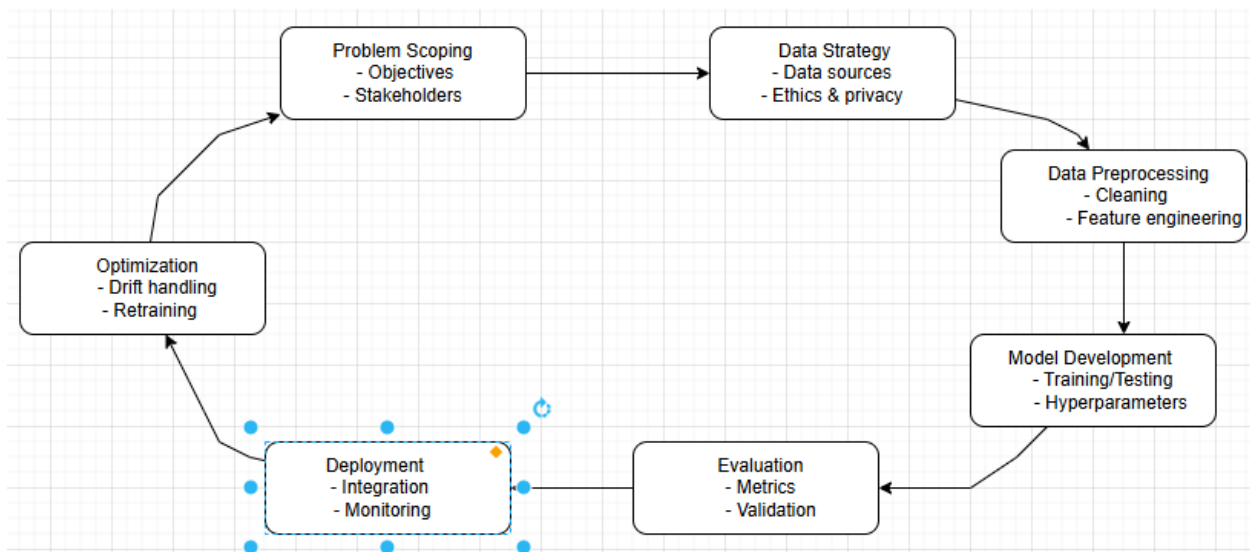 Problem Scoping
- Objectives
- Stakeholders
Data Strategy
- Data sources
- Ethics & privacy
Data Preprocessing
- Cleaning
- Feature engineering
Model Development
- Training/Testing
- Hyperparameters
Evaluation
- Metrics
- Validation
Deployment
- Integration
- Monitoring
Optimization
- Drift handling
- Retraining